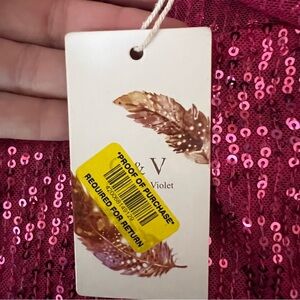 & V
Violet
"PROOF OF PURCHASE"
REQUIRED FOR RETURN